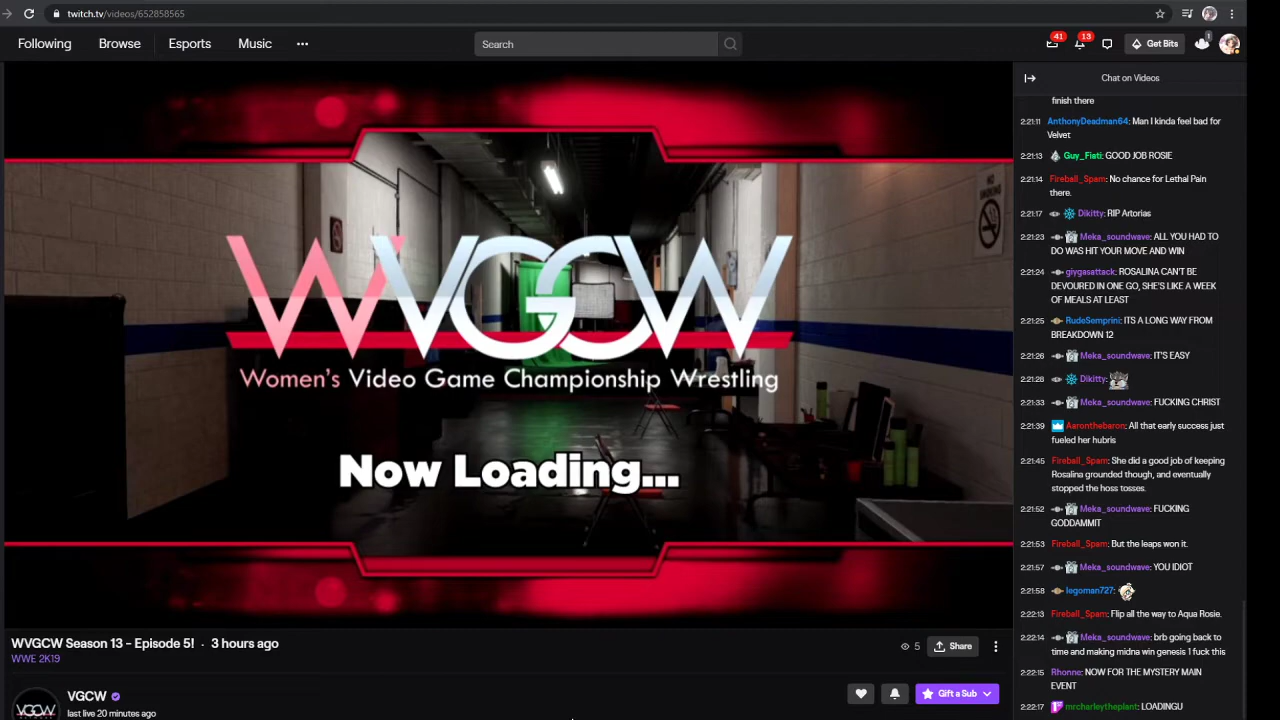 twitch.tv/videos/652858565
Following
Browse
Esports
Music
Search
41
13
Get Bits
1
WVGCW
Women's Video Game Championship Wrestling
NO SMOKING
Now Loading...
WVGCW Season 13 - Episode 5! · 3 hours ago
WWE 2K19
5
Share
VGCW
VGCW
last live 20 minutes ago
Gift a Sub
Chat on Videos
finish there
2:21:11 AnthonyDeadman64: Man I kinda feel bad for
Velvet
2:21:13 Guy_Fiati: GOOD JOB ROSIE
2:21:14 Fireball_Spam: No chance for Lethal Pain
there.
2:21:17 Dikitty: RIP Artorias
2:21:23 Meka_soundwave: ALL YOU HAD TO
DO WAS HIT YOUR MOVE AND WIN
2:21:24 giygasattack: ROSALINA CAN'T BE
DEVOURED IN ONE GO, SHE'S LIKE A WEEK
OF MEALS AT LEAST
2:21:25 RudeSemprini: ITS A LONG WAY FROM
BREAKDOWN 12
2:21:26 Meka_soundwave: IT'S EASY
2:21:28 Dikitty:
2:21:33 Meka_soundwave: FUCKING CHRIST
2:21:39 Aaronthebaron: All that early success just
fueled her hubris
2:21:45 Fireball_Spam: She did a good job of keeping
Rosalina grounded though, and eventually
stopped the hoss tosses.
2:21:52 Meka_soundwave: FUCKING
GODDAMMIT
2:21:53 Fireball_Spam: But the leaps won it.
2:21:57 Meka_soundwave: YOU IDIOT
2:21:58 legoman727:
2:22:13 Fireball_Spam: Flip all the way to Aqua Rosie.
2:22:14 Meka_soundwave: brb going back to
time and making midna win genesis 1 fuck this
2:22:15 Rhonne: NOW FOR THE MYSTERY MAIN
EVENT
2:22:17 mrcharleytheplant: LOADINGU